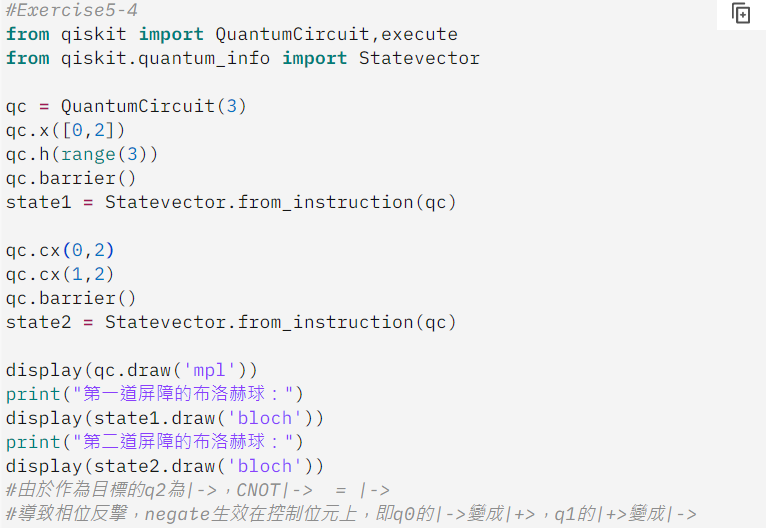 #Exercise5-4
from qiskit import QuantumCircuit,execute
from qiskit.quantum_info import Statevector
qc = QuantumCircuit(3)
qc.x([0,2])
qc.h(range(3))
qc.barrier()
state1 = Statevector.from_instruction(qc)
qc.cx(0,2)
qc.cx(1,2)
qc.barrier()
state2 = Statevector.from_instruction(qc)
display(qc.draw('mpl'))
print("第一道屏障的布洛赫球：")
display(state1.draw('bloch'))
print("第二道屏障的布洛赫球：")
display(state2.draw('bloch'))
#由於作為目標的q2為|->，CNOT|->  = |->
#導致相位反擊，negate生效在控制位元上，即q0的|->變成|+>，q1的|+>變成|->